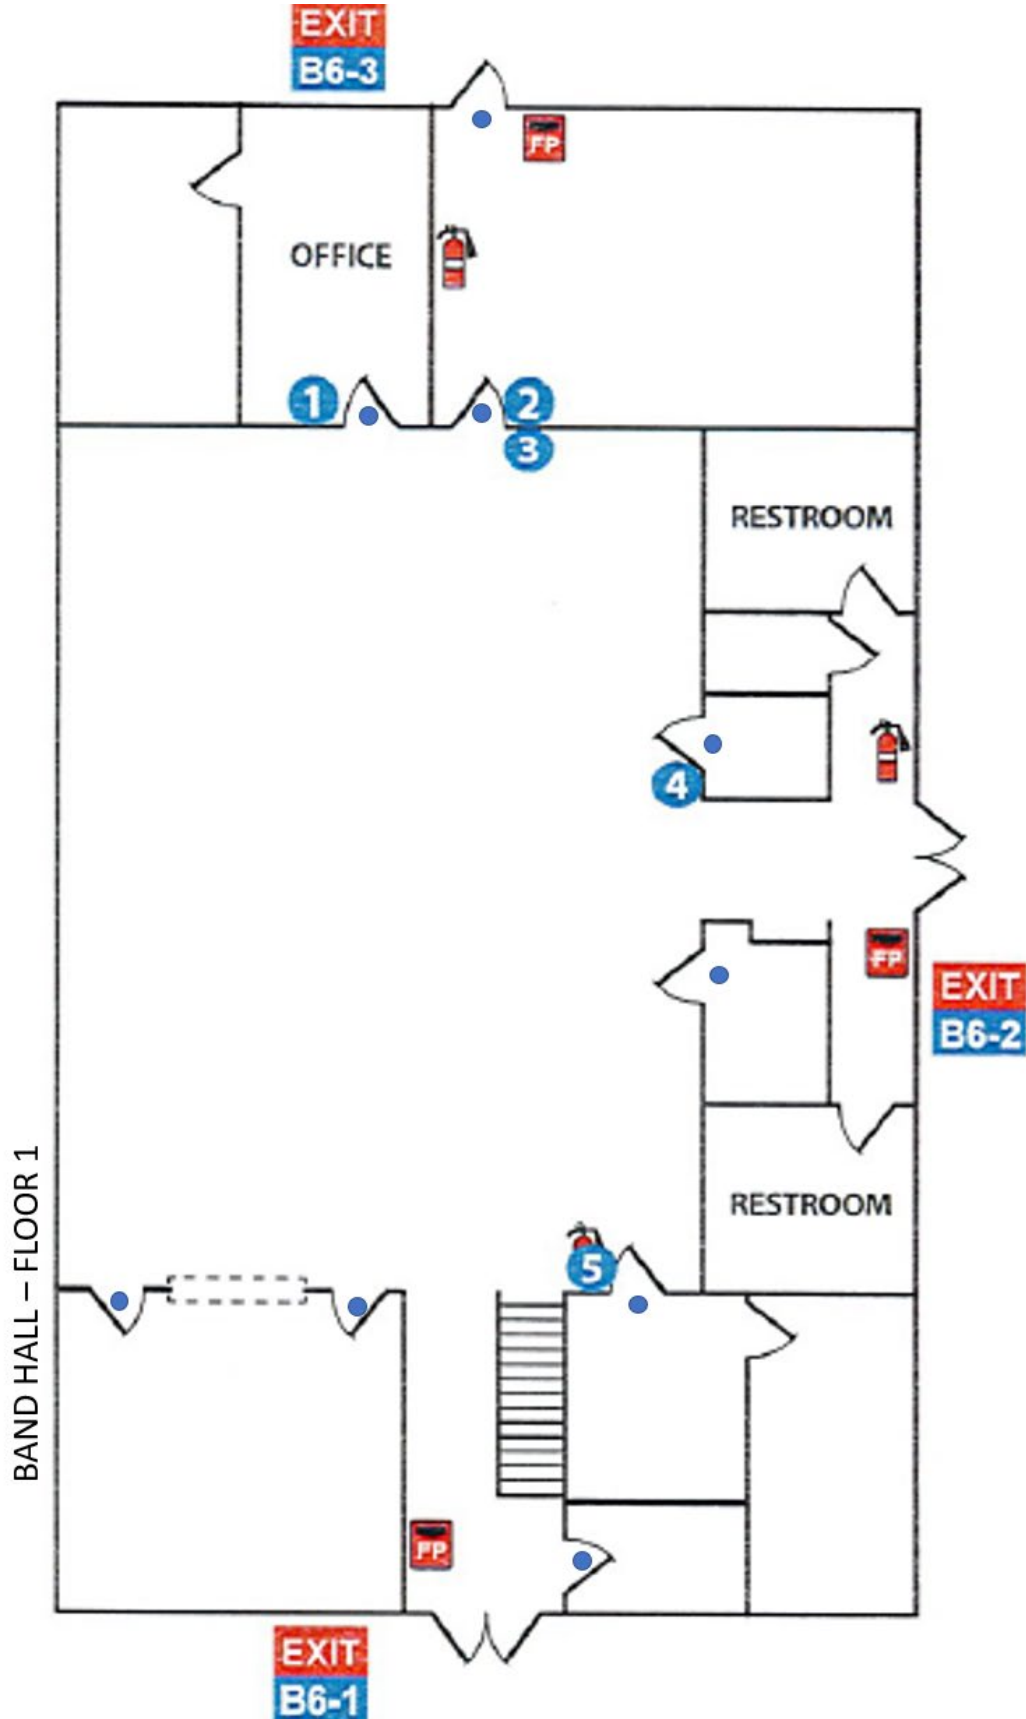 EXIT
B6-3
FP
OFFICE
1
2
3
RESTROOM
4
FP
EXIT
B6-2
RESTROOM
BAND HALL – FLOOR 1
5
FP
EXIT
B6-1